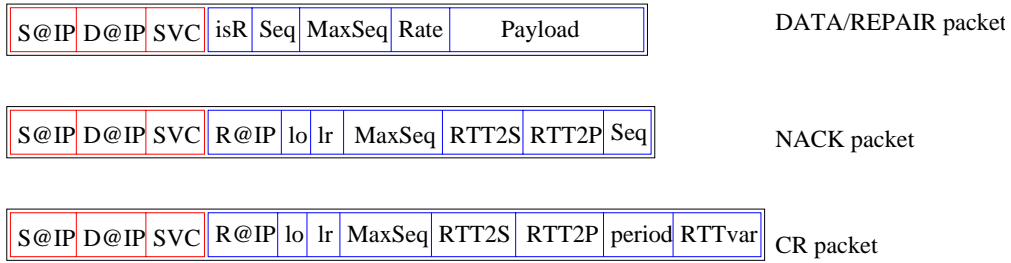 S@IP D@IP SVC isR Seq MaxSeq Rate Payload DATA/REPAIR packet
S@IP D@IP SVC R@IP lo lr MaxSeq RTT2S RTT2P Seq NACK packet
S@IP D@IP SVC R@IP lo lr MaxSeq RTT2S RTT2P period RTTvar CR packet